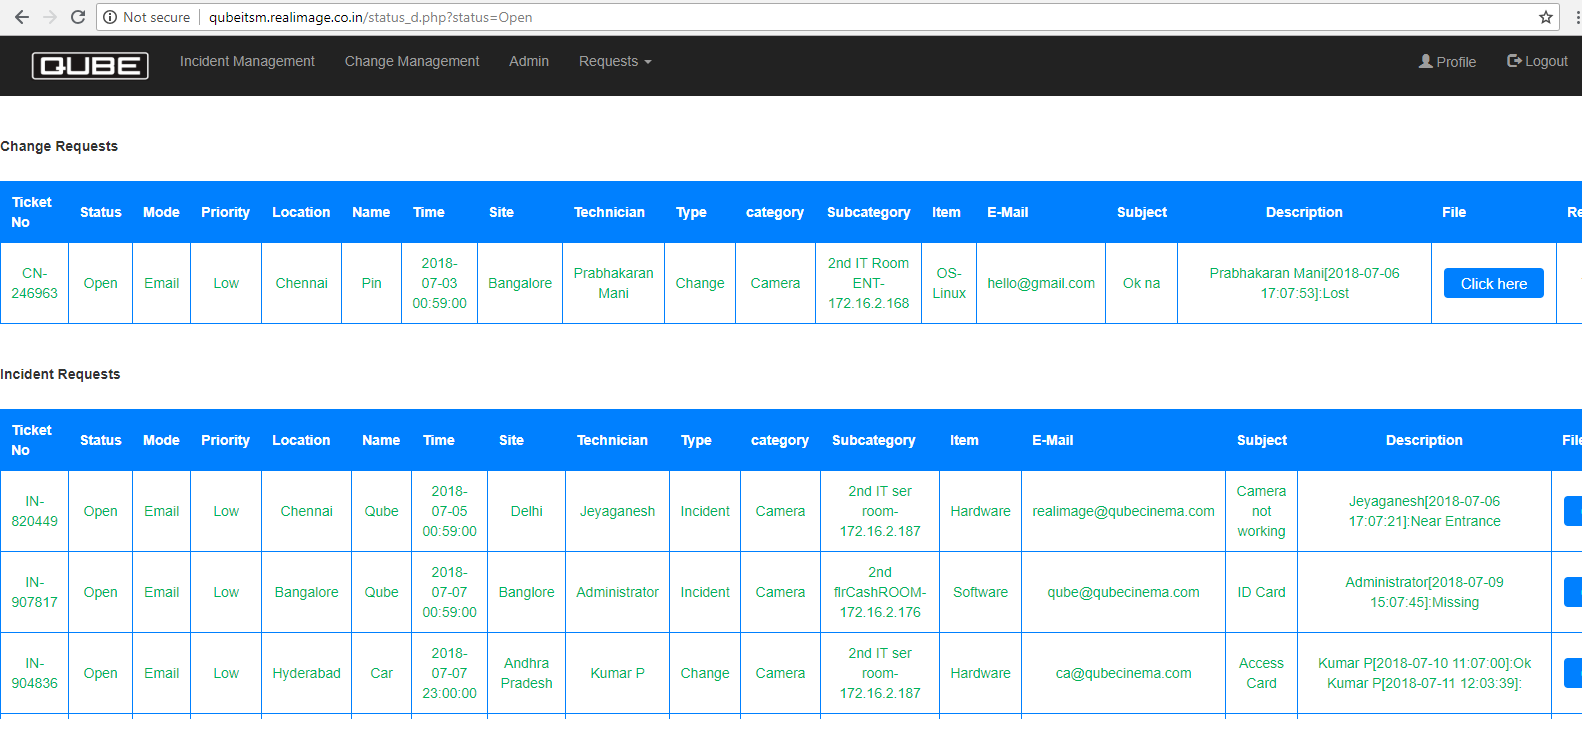 Not secure | qubeitsm.realimage.co.in/status_d.php?status=Open
QUBE Incident Management Change Management Admin Requests Profile Logout
Change Requests
Ticket No Status Mode Priority Location Name Time Site Technician Type category Subcategory Item E-Mail Subject Description File Re
CN-246963 Open Email Low Chennai Pin 2018-07-03 00:59:00 Bangalore Prabhakaran Mani Change Camera 2nd IT Room ENT-172.16.2.168 OS-Linux hello@gmail.com Ok na Prabhakaran Mani[2018-07-06 17:07:53]:Lost Click here
Incident Requests
Ticket No Status Mode Priority Location Name Time Site Technician Type category Subcategory Item E-Mail Subject Description File
IN-820449 Open Email Low Chennai Qube 2018-07-05 00:59:00 Delhi Jeyaganesh Incident Camera 2nd IT ser room-172.16.2.187 Hardware realimage@qubecinema.com Camera not working Jeyaganesh[2018-07-06 17:07:21]:Near Entrance
IN-907817 Open Email Low Bangalore Qube 2018-07-07 00:59:00 Banglore Administrator Incident Camera 2nd flrCashROOM-172.16.2.176 Software qube@qubecinema.com ID Card Administrator[2018-07-09 15:07:45]:Missing
IN-904836 Open Email Low Hyderabad Car 2018-07-07 23:00:00 Andhra Pradesh Kumar P Change Camera 2nd IT ser room-172.16.2.187 Hardware ca@qubecinema.com Access Card Kumar P[2018-07-10 11:07:00]:Ok Kumar P[2018-07-11 12:03:39]: